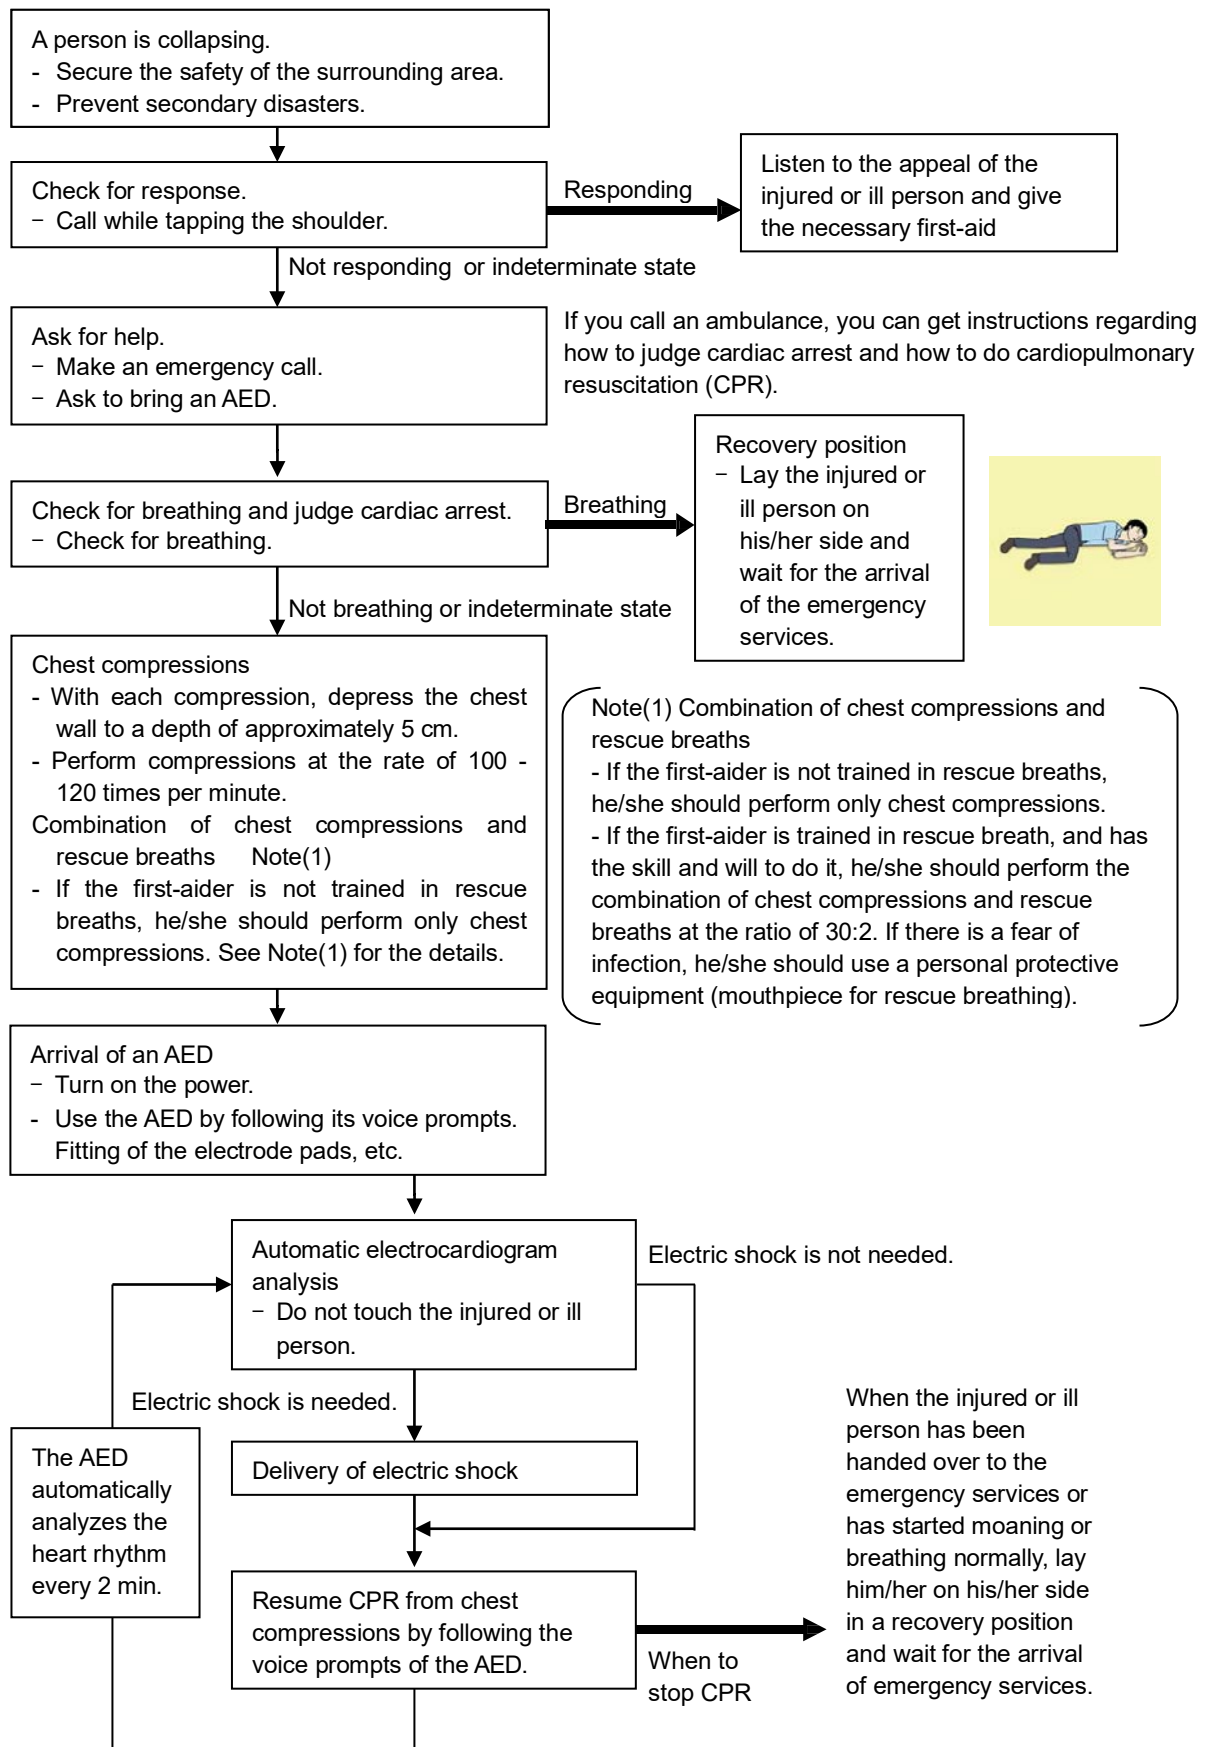 A person is collapsing.
- Secure the safety of the surrounding area.
- Prevent secondary disasters.
Check for response.
− Call while tapping the shoulder.
Responding
Listen to the appeal of the
injured or ill person and give
the necessary first-aid
Not responding or indeterminate state
Ask for help.
− Make an emergency call.
− Ask to bring an AED.
If you call an ambulance, you can get instructions regarding
how to judge cardiac arrest and how to do cardiopulmonary
resuscitation (CPR).
Check for breathing and judge cardiac arrest.
− Check for breathing.
Breathing
Recovery position
− Lay the injured or
ill person on
his/her side and
wait for the arrival
of the emergency
services.
Not breathing or indeterminate state
Chest compressions
- With each compression, depress the chest
wall to a depth of approximately 5 cm.
- Perform compressions at the rate of 100 -
120 times per minute.
Combination of chest compressions and
rescue breaths Note(1)
- If the first-aider is not trained in rescue
breaths, he/she should perform only chest
compressions. See Note(1) for the details.
Note(1) Combination of chest compressions and
rescue breaths
- If the first-aider is not trained in rescue breaths,
he/she should perform only chest compressions.
- If the first-aider is trained in rescue breath, and has
the skill and will to do it, he/she should perform the
combination of chest compressions and rescue
breaths at the ratio of 30:2. If there is a fear of
infection, he/she should use a personal protective
equipment (mouthpiece for rescue breathing).
Arrival of an AED
− Turn on the power.
- Use the AED by following its voice prompts.
Fitting of the electrode pads, etc.
Automatic electrocardiogram
analysis
− Do not touch the injured or ill
person.
Electric shock is not needed.
Electric shock is needed.
The AED
automatically
analyzes the
heart rhythm
every 2 min.
Delivery of electric shock
Resume CPR from chest
compressions by following the
voice prompts of the AED.
When to
stop CPR
When the injured or ill
person has been
handed over to the
emergency services or
has started moaning or
breathing normally, lay
him/her on his/her side
in a recovery position
and wait for the arrival
of emergency services.